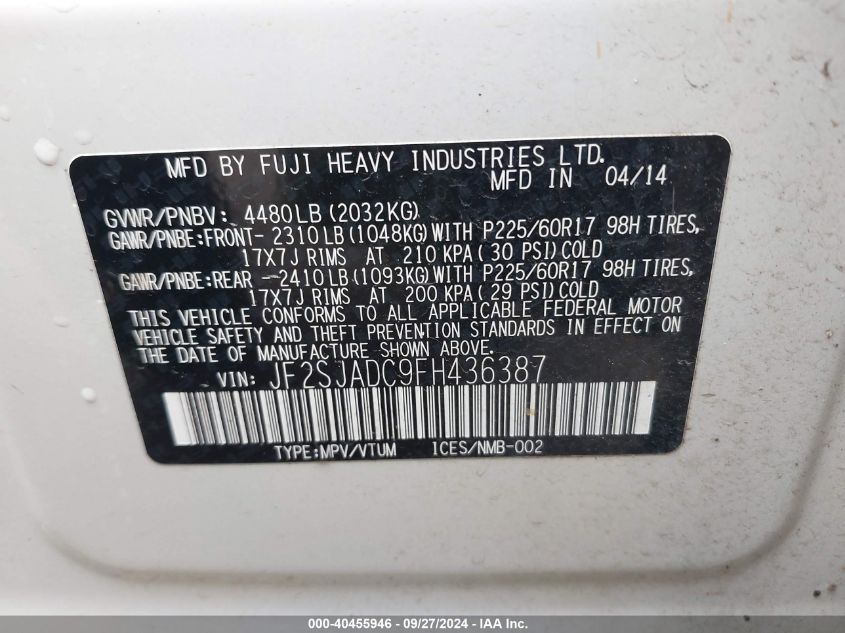 MFD BY FUJI HEAVY INDUSTRIES LTD.
MFD IN 04/14
GVWR/PNBV: 4480LB (2032KG)
GAWR/PNBE:FRONT- 2310LB(1048KG)WITH P225/60R17 98H TIRES,
17X7J RIMS AT 210 KPA( 30 PSI)COLD
GAWR/PNBE:REAR -2410LB(1093KG)WITH P225/60R17 98H TIRES,
17X7J RIMS AT 200 KPA( 29 PSI)COLD
THIS VEHICLE CONFORMS TO ALL APPLICABLE FEDERAL MOTOR
VEHICLE SAFETY AND THEFT PREVENTION STANDARDS IN EFFECT ON
THE DATE OF MANUFACTURE SHOWN ABOVE.
VIN: JF2SJADC9FH436387
TYPE:MPV/VTUM ICES/NMB-002
000-40455946 - 09/27/2024 - IAA Inc.